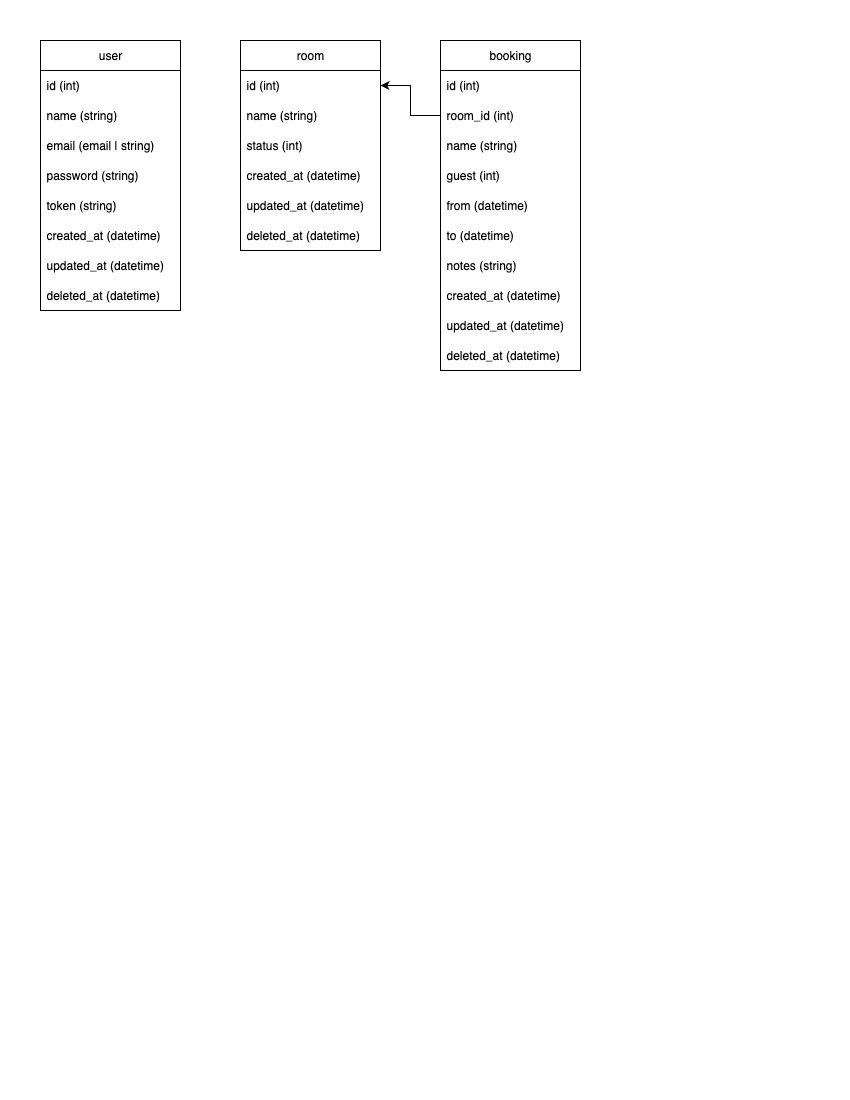 user
id (int)
name (string)
email (email | string)
password (string)
token (string)
created_at (datetime)
updated_at (datetime)
deleted_at (datetime)
room
id (int)
name (string)
status (int)
created_at (datetime)
updated_at (datetime)
deleted_at (datetime)
booking
id (int)
room_id (int)
name (string)
guest (int)
from (datetime)
to (datetime)
notes (string)
created_at (datetime)
updated_at (datetime)
deleted_at (datetime)